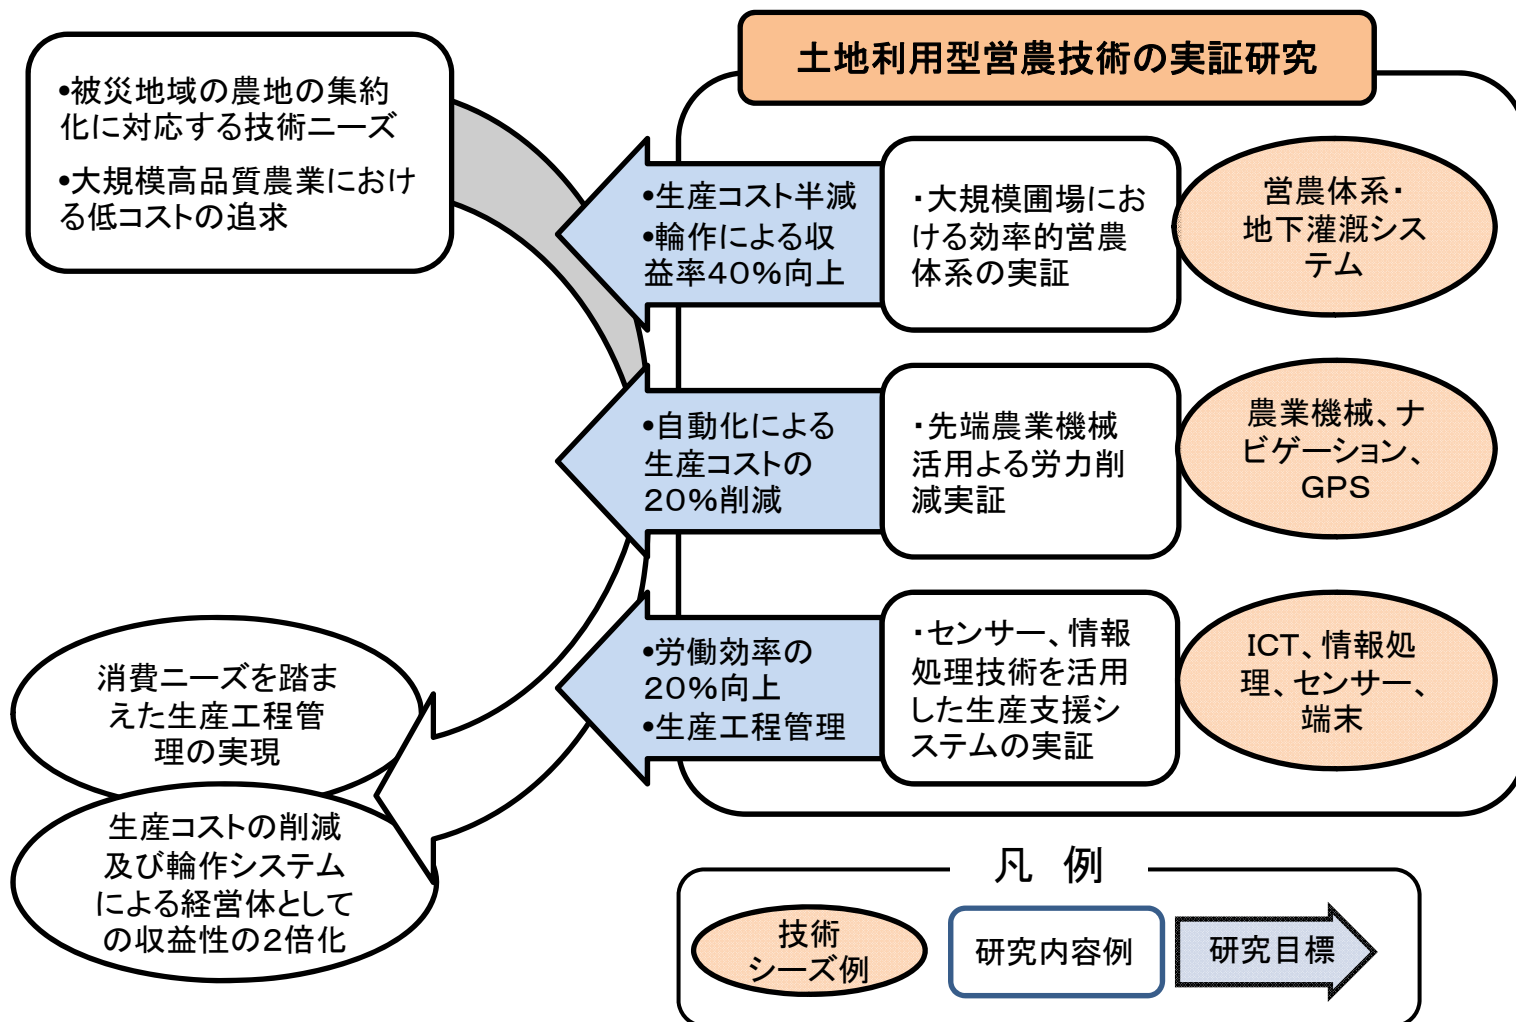 土地利用型営農技術の実証研究
•被災地域の農地の集約
化に対応する技術ニーズ
•大規模高品質農業におけ
る低コストの追求
•生産コスト半減
•輪作による収
益率40%向上
・大規模圃場にお
ける効率的営農
体系の実証
営農体系・
地下灌漑シス
テム
•自動化による
生産コストの
20%削減
・先端農業機械
活用よる労力削
減実証
農業機械、ナ
ビゲーション、
GPS
•労働効率の
20%向上
•生産工程管理
・センサー、情報
処理技術を活用
した生産支援シ
ステムの実証
ICT、情報処
理、センサー、
端末
消費ニーズを踏ま
えた生産工程管
理の実現
生産コストの削減
及び輪作システム
による経営体として
の収益性の2倍化
凡 例
技術
シーズ例
研究内容例
研究目標